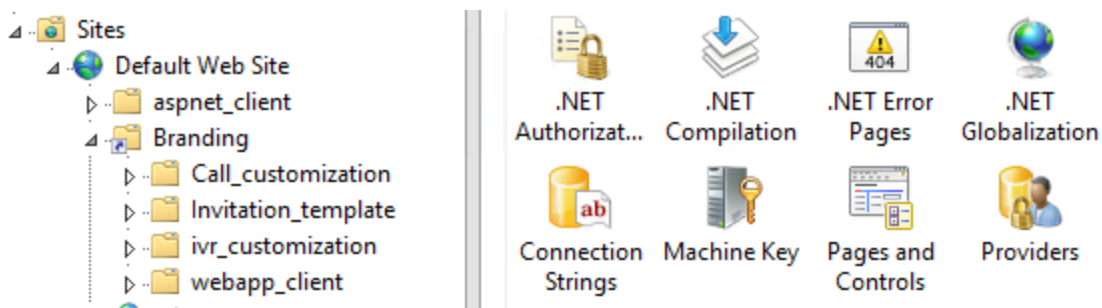 Sites
Default Web Site
aspnet_client
Branding
Call_customization
Invitation_template
ivr_customization
webapp_client
.NET
Authorizat...
.NET
Compilation
404
.NET Error
Pages
.NET
Globalization
ab
Connection
Strings
Machine Key
Pages and
Controls
Providers